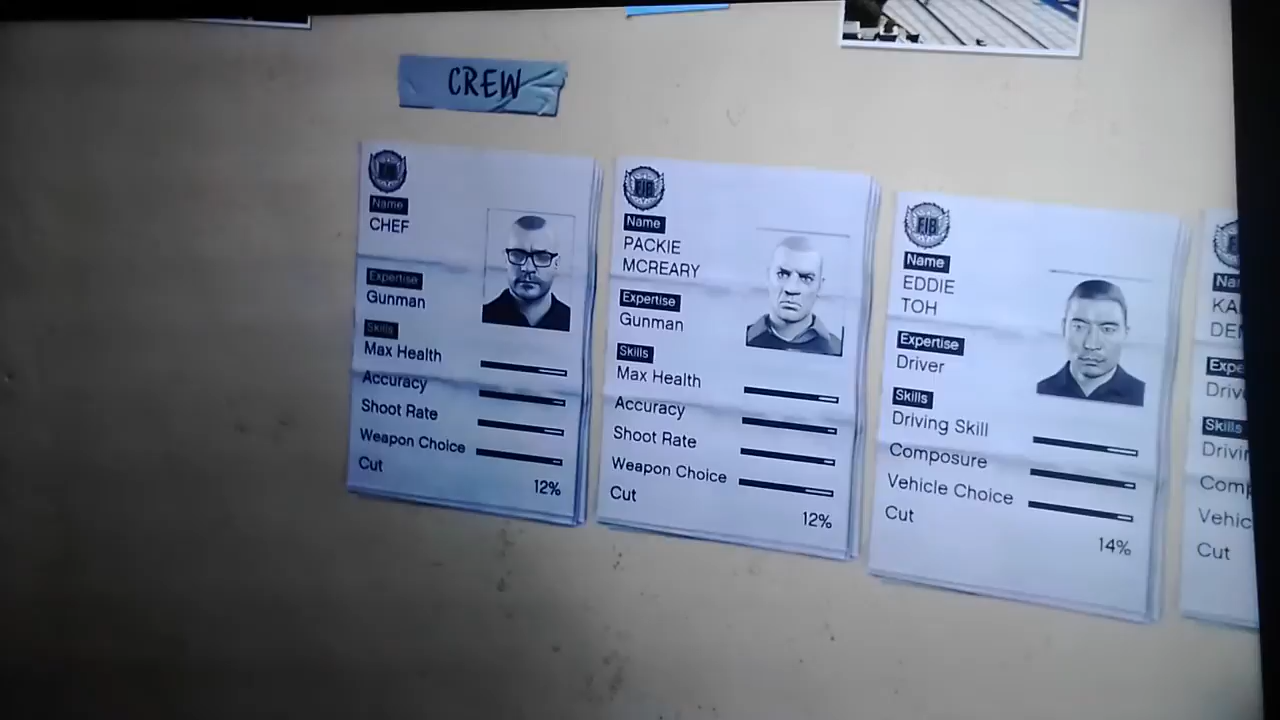 CREW
FIB
Name
CHEF
Expertise
Gunman
Skills
Max Health
Accuracy
Shoot Rate
Weapon Choice
Cut
12%
FIB
Name
PACKIE
MCREARY
Expertise
Gunman
Skills
Max Health
Accuracy
Shoot Rate
Weapon Choice
Cut
12%
FIB
Name
EDDIE
TOH
Expertise
Driver
Skills
Driving Skill
Composure
Vehicle Choice
Cut
14%
Skills
Cut